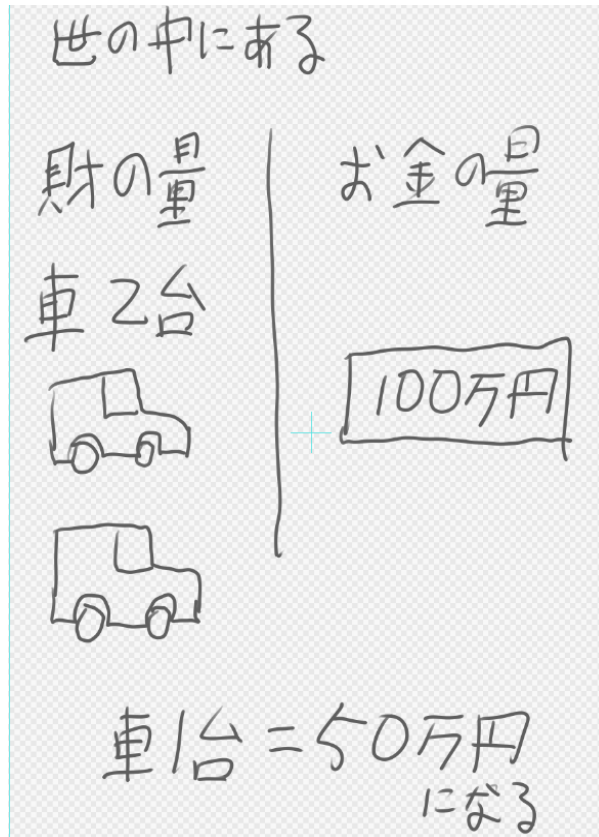 世の中にある
財の量
お金の量
車2台
100万円
車1台=50万円
になる